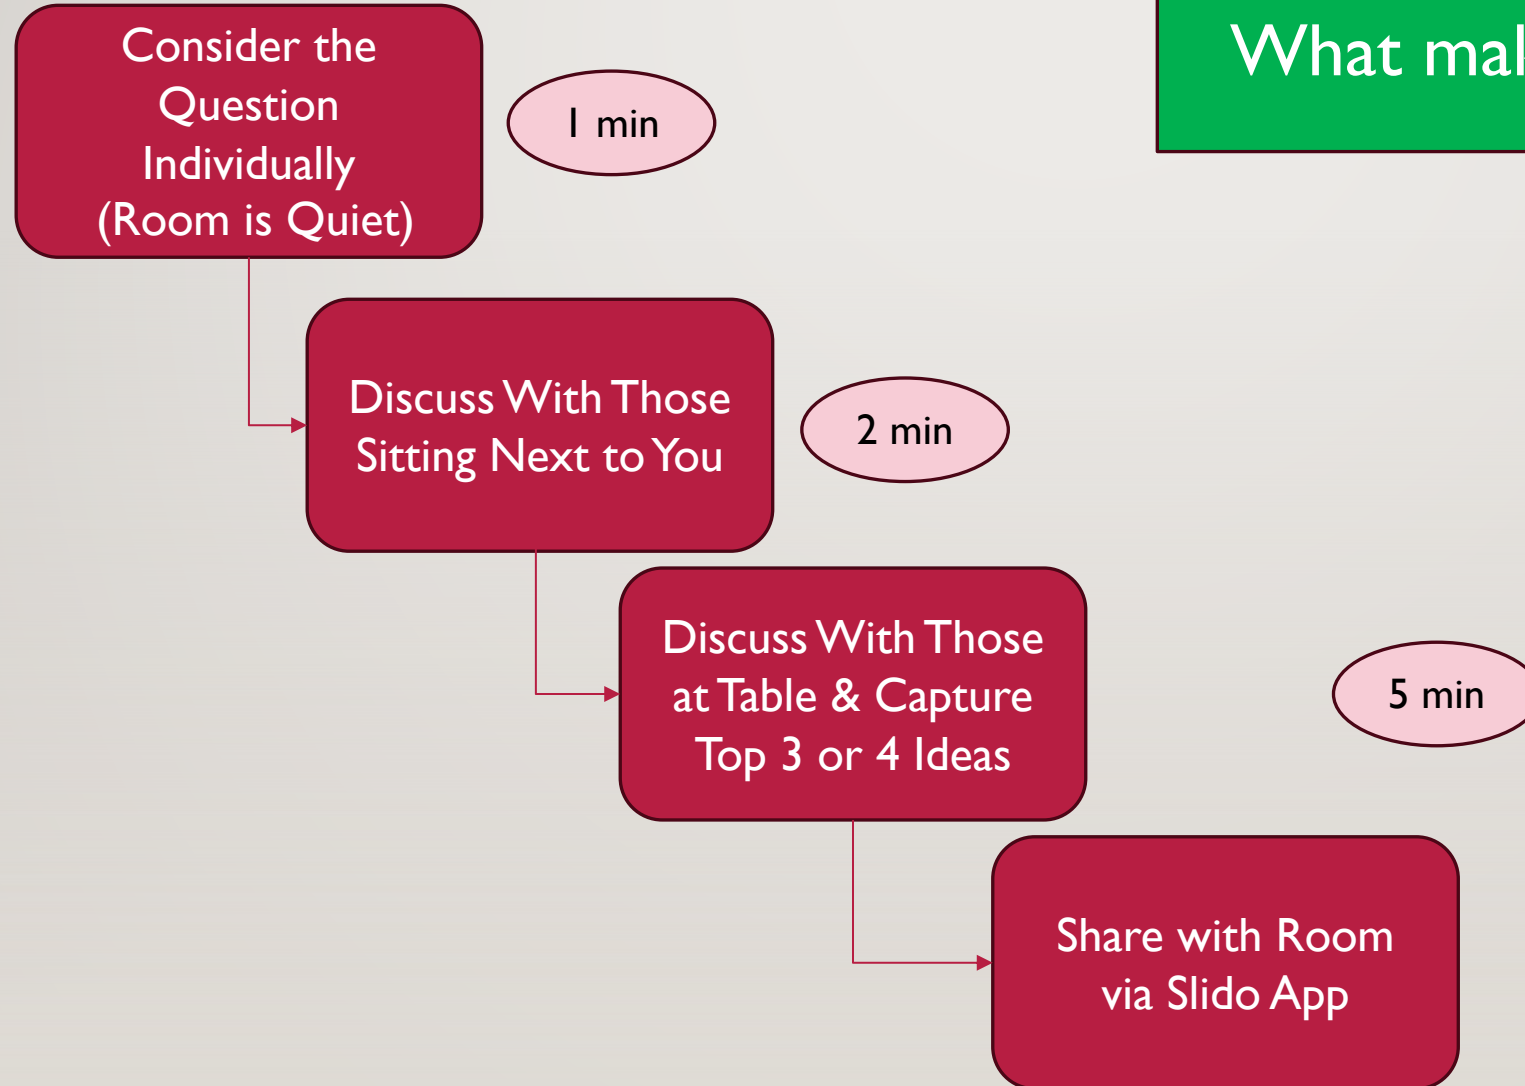 Consider the
Question
Individually
(Room is Quiet)
1 min
What
Discuss With Those
Sitting Next to You
2 min
Discuss With Those
at Table & Capture
Top 3 or 4 Ideas
5 min
Share with Room
via Slido App